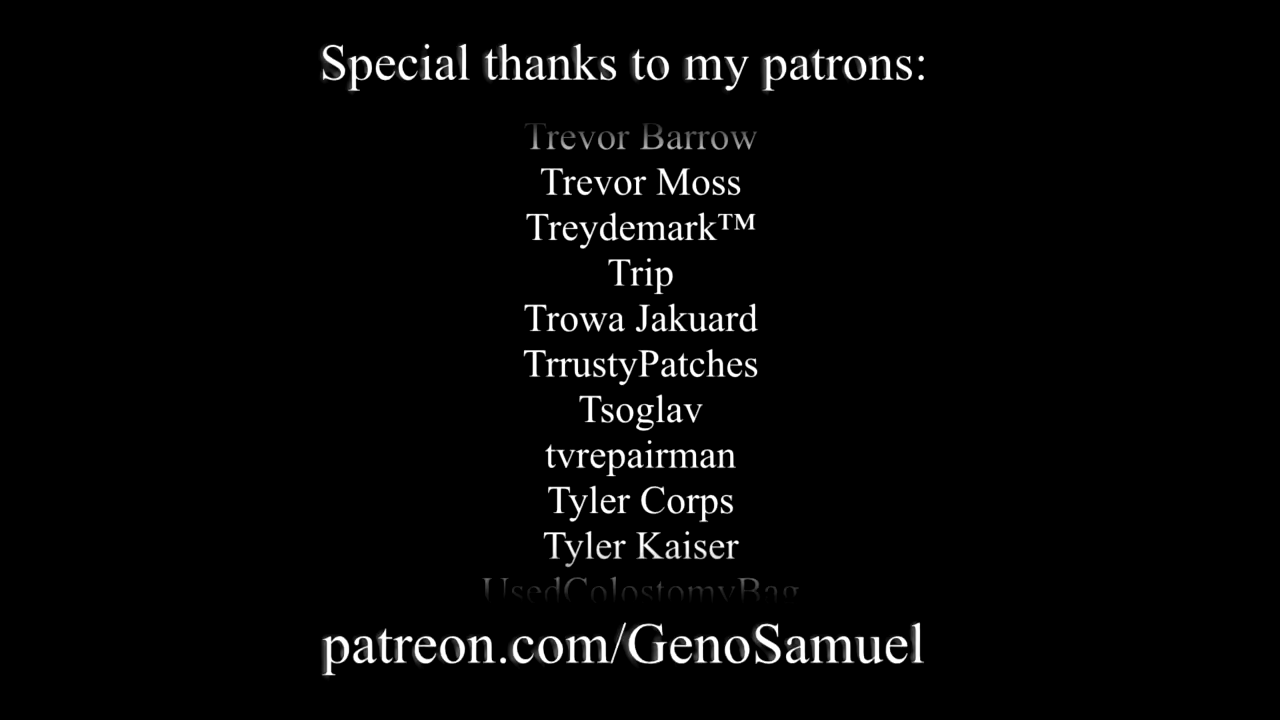 Special thanks to my patrons:
Trevor Barrow
Trevor Moss
Treydemark™
Trip
Trowa Jakuard
TrrustyPatches
Tsoglav
tvrepairman
Tyler Corps
Tyler Kaiser
UsedColostomyBag
patreon.com/GenoSamuel